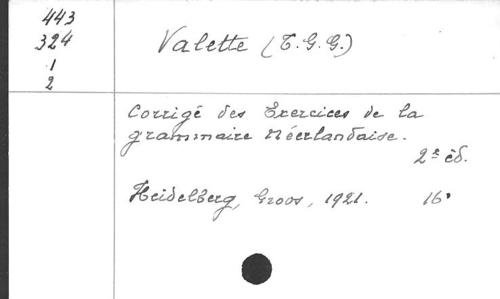 443
324
1
2
Valette (T.G.G.)
Corrigé des Exercices de la
grammaire Néerlandaise.
2e éd.
Heidelberg, Groos, 1921. 16°